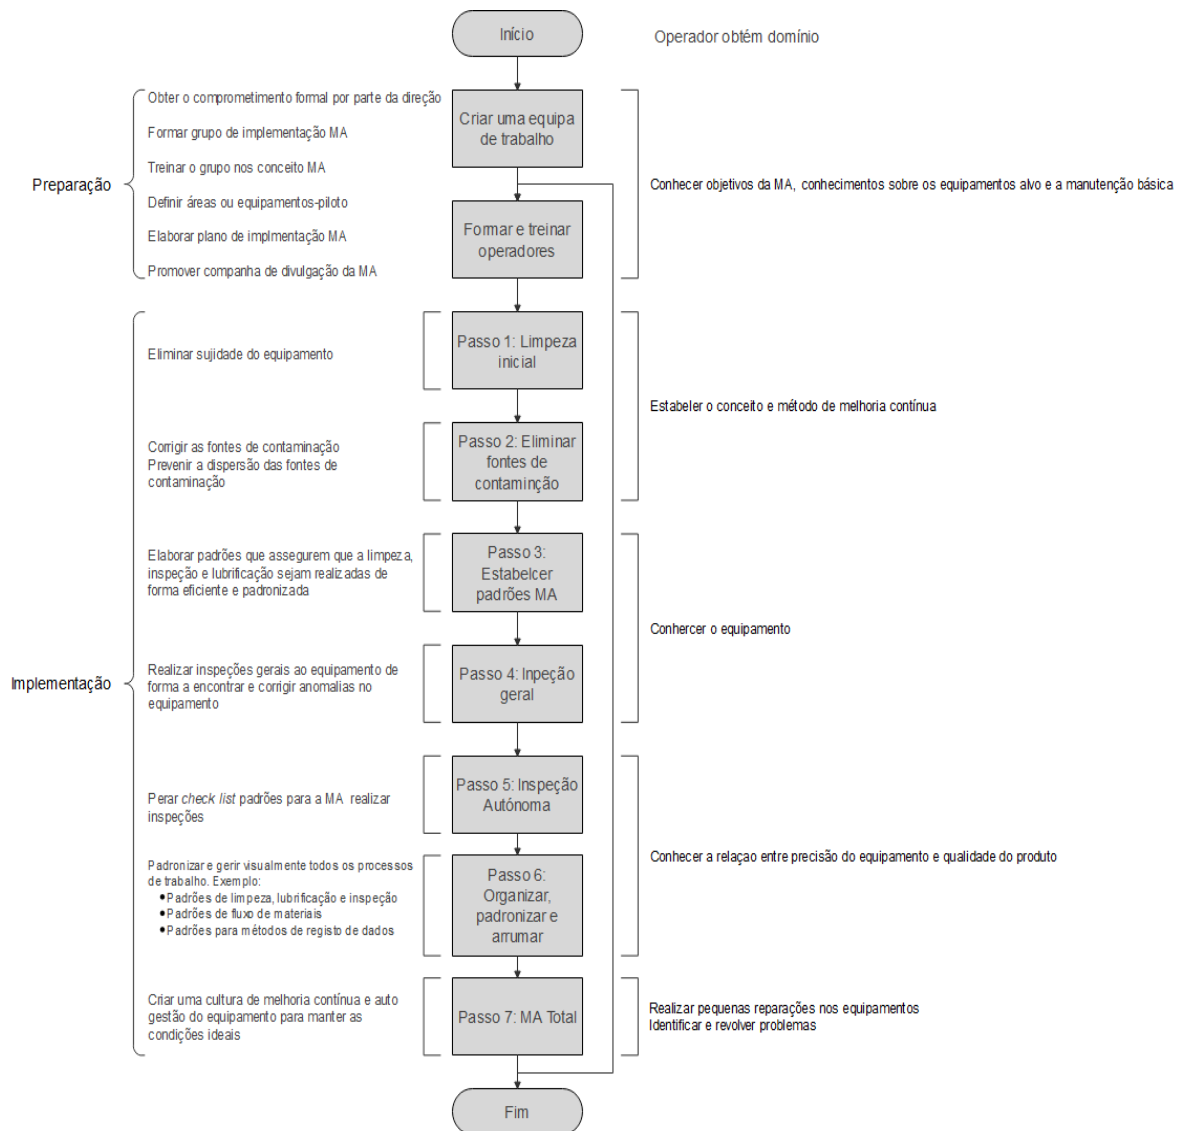 Início
Operador obtém domínio
Preparação
Obter o comprometimento formal por parte da direção
Formar grupo de implementação MA
Treinar o grupo nos conceito MA
Definir áreas ou equipamentos-piloto
Elaborar plano de implmentação MA
Promover companha de divulgação da MA
Criar uma equipa
de trabalho
Formar e treinar
operadores
Conhecer objetivos da MA, conhecimentos sobre os equipamentos alvo e a manutenção básica
Implementação
Eliminar sujidade do equipamento
Passo 1: Limpeza
inicial
Corrigir as fontes de contaminação
Prevenir a dispersão das fontes de
contaminação
Passo 2: Eliminar
fontes de
contaminção
Estabeler o conceito e método de melhoria contínua
Elaborar padrões que assegurem que a limpeza,
inspeção e lubrificação sejam realizadas de
forma eficiente e padronizada
Passo 3:
Estabelcer
padrões MA
Realizar inspeções gerais ao equipamento de
forma a encontrar e corrigir anomalias no
equipamento
Passo 4: Inpeção
geral
Conhercer o equipamento
Perar check list padrões para a MA realizar
inspeções
Passo 5: Inspeção
Autónoma
Padronizar e gerir visualmente todos os processos
de trabalho. Exemplo:
•Padrões de limpeza, lubrificação e inspeção
•Padrões de fluxo de materiais
•Padrões para métodos de registo de dados
Passo 6:
Organizar,
padronizar e
arrumar
Conhecer a relaçao entre precisão do equipamento e qualidade do produto
Criar uma cultura de melhoria contínua e auto
gestão do equipamento para manter as
condições ideais
Passo 7: MA Total
Realizar pequenas reparações nos equipamentos
Identificar e revolver problemas
Fim